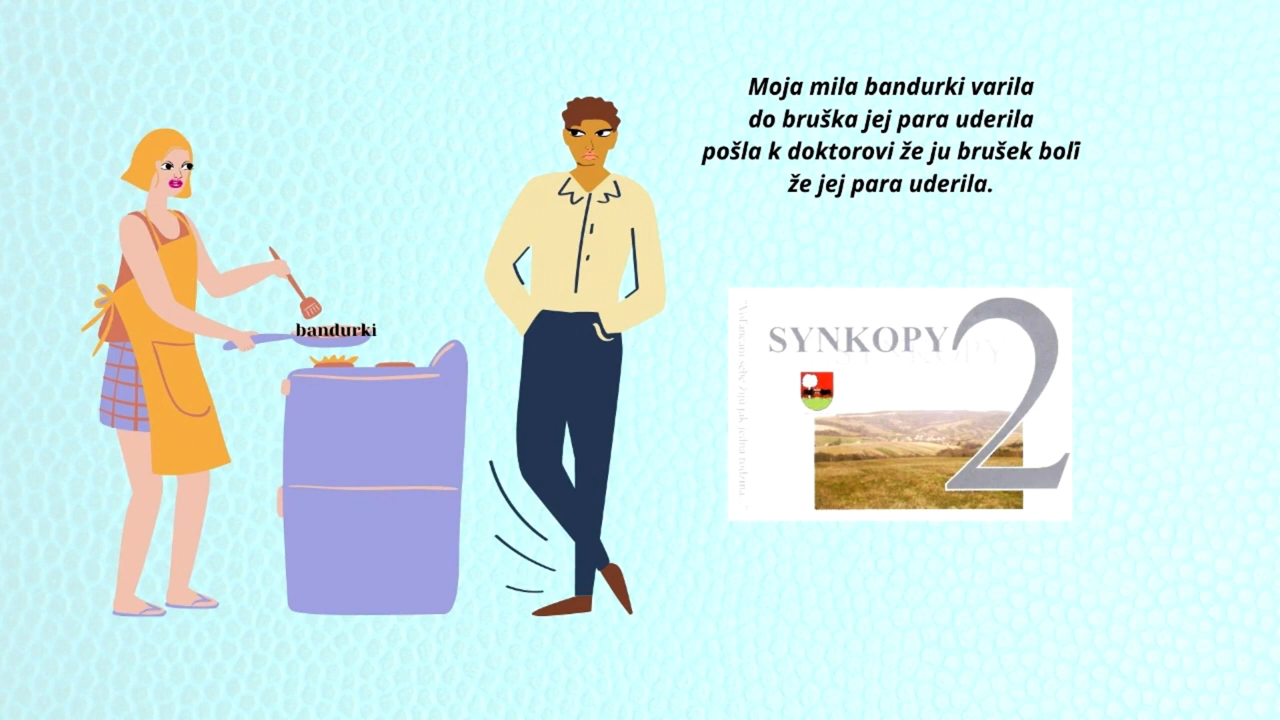 Moja mila bandurki varila
do bruška jej para uderila
pošla k doktorovi že ju brušek bolī
že jej para uderila.
bandurki
SYNKOPY 2